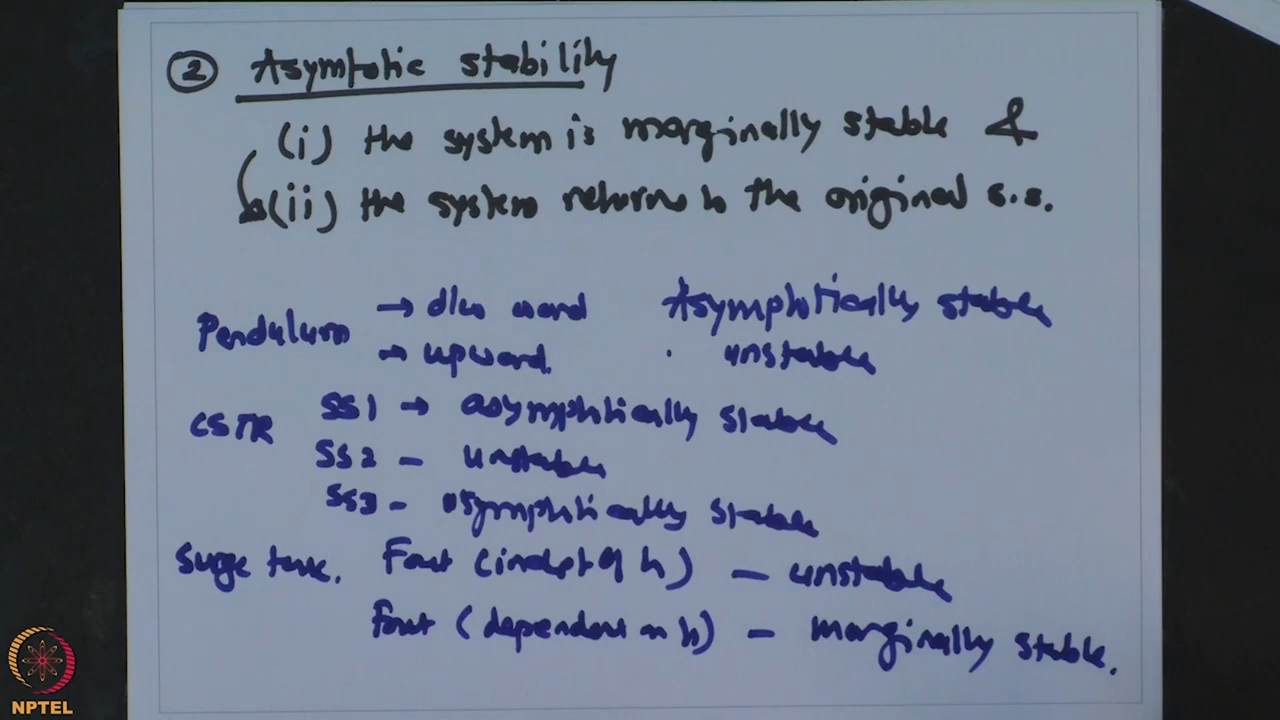 ② Asymptotic stability
(i) the system is marginally stable &
(ii) the system returns to the original s.s.
Pendulum → downward Asymptotically stable
→ upward. unstable
CSTR SS1 → asymptotically stable
SS2 – unstable
SS3 – asymptotically stable
Surge tank. Fout (indept of h) – unstable
Fout (dependent on h) – marginally stable.
NPTEL